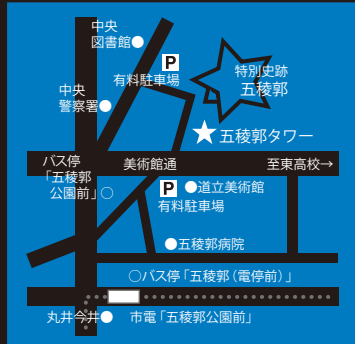 中央
図書館●
P
有料駐車場
特別史跡
五稜郭
中央
警察署●
★五稜郭タワー
バス停
「五稜郭
公園前」○
美術館通
至東高校→
P
●道立美術館
有料駐車場
●五稜郭病院
○バス停「五稜郭（電停前）」
丸井今井●
市電「五稜郭公園前」